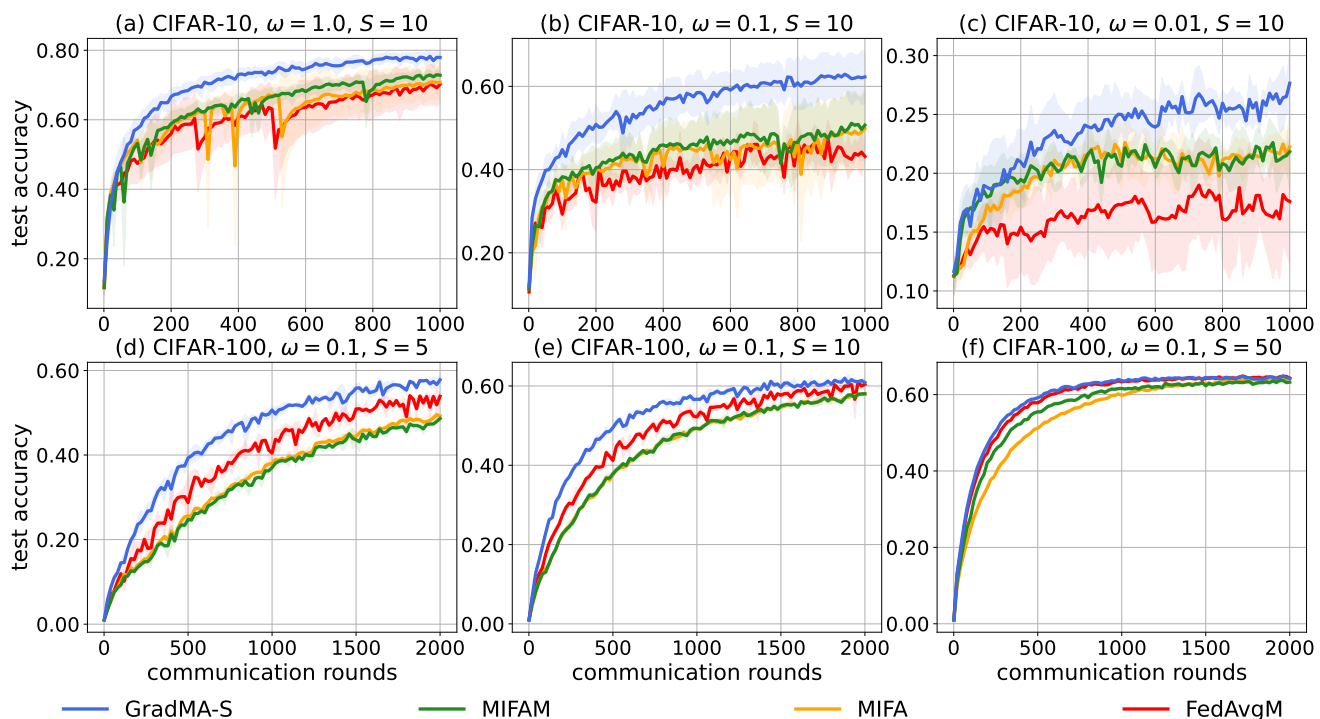 (a) CIFAR-10, ω = 1.0, S = 10
(b) CIFAR-10, ω = 0.1, S = 10
(c) CIFAR-10, ω = 0.01, S = 10
test accuracy
0.80
0.60
0.40
0.20
0 200 400 600 800 1000
0.60
0.40
0.20
0 200 400 600 800 1000
0.30
0.25
0.20
0.15
0.10
0 200 400 600 800 1000
(d) CIFAR-100, ω = 0.1, S = 5
(e) CIFAR-100, ω = 0.1, S = 10
(f) CIFAR-100, ω = 0.1, S = 50
test accuracy
0.60
0.40
0.20
0.00
0 500 1000 1500 2000
communication rounds
0.60
0.40
0.20
0.00
0 500 1000 1500 2000
communication rounds
0.60
0.40
0.20
0.00
0 500 1000 1500 2000
communication rounds
GradMA-S
MIFAM
MIFA
FedAvgM